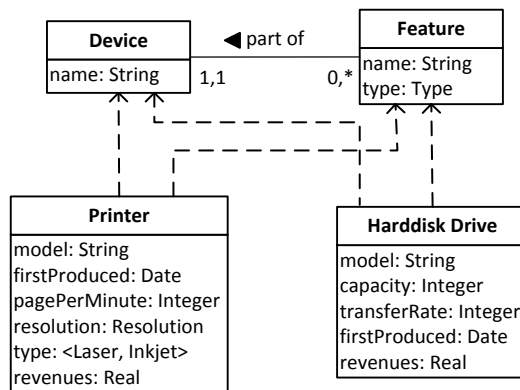 Device
name: String
◀ part of
1,1
0,*
Feature
name: String
type: Type
Printer
model: String
firstProduced: Date
pagePerMinute: Integer
resolution: Resolution
type: <Laser, Inkjet>
revenues: Real
Harddisk Drive
model: String
capacity: Integer
transferRate: Integer
firstProduced: Date
revenues: Real